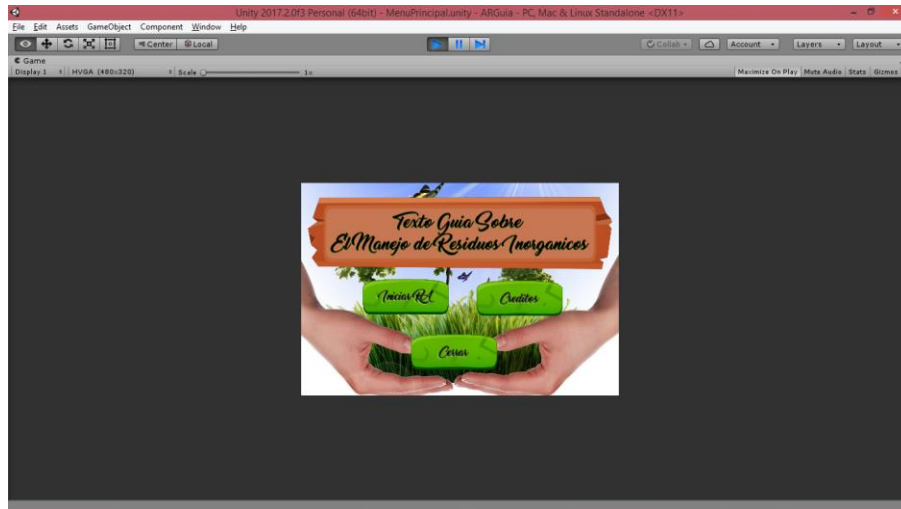 Unity 2017.2.0f3 Personal (64bit) - MenuPrincipal.unity - ARGuia - PC, Mac & Linux Standalone <DX11>
File Edit Assets GameObject Component Window Help
Center Local Collab Account Layers Layout
Game
Display 1 HVGA (480x320) Scale 1x Maximize On Play Mute Audio Stats Gizmos
Texto Guia Sobre
El Manejo de Residuos Inorganicos
Iniciar RA Creditos
Cerrar